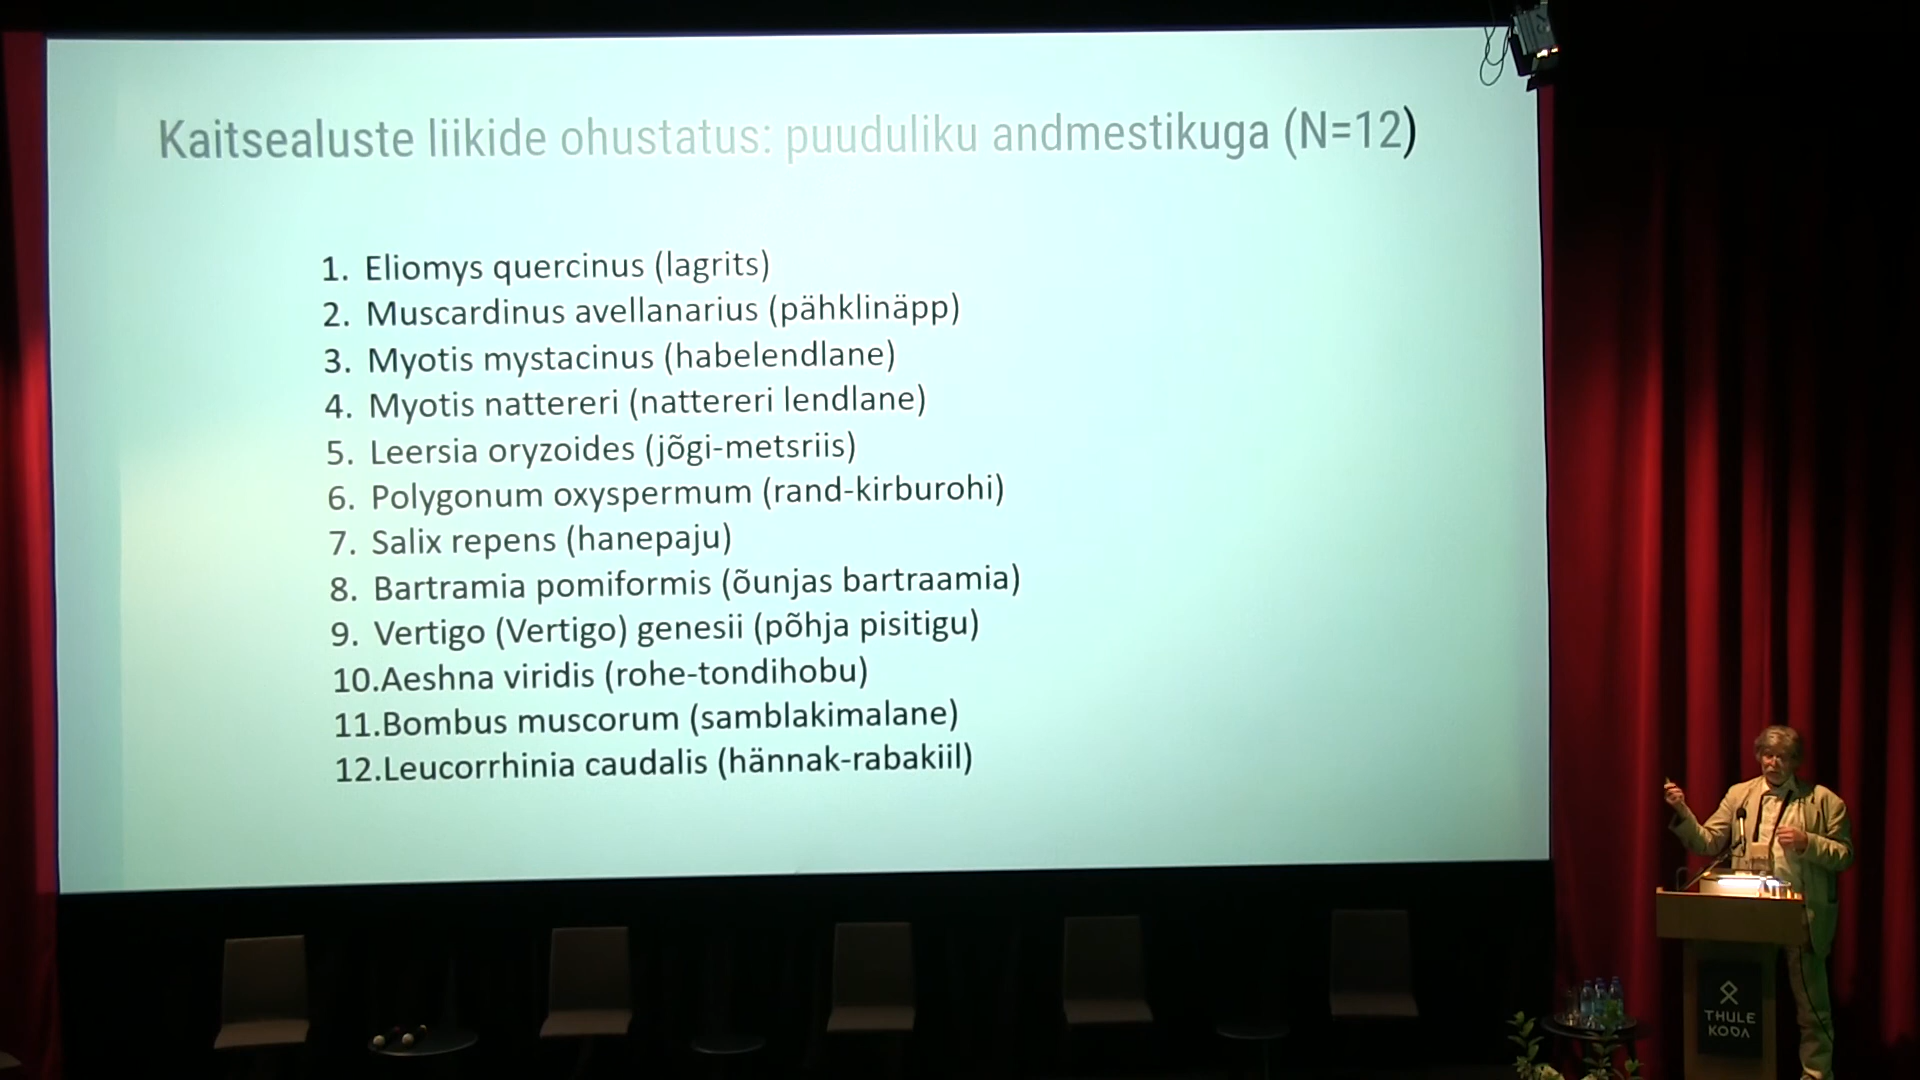 Kaitsealuste liikide ohustatus: puuduliku andmestikuga (N=12)
1. Eliomys quercinus (lagrits)
2. Muscardinus avellanarius (pähklinäpp)
3. Myotis mystacinus (habelendlane)
4. Myotis nattereri (nattereri lendlane)
5. Leersia oryzoides (jõgi-metsriis)
6. Polygonum oxyspermum (rand-kirburohi)
7. Salix repens (hanepaju)
8. Bartramia pomiformis (õunjas bartraamia)
9. Vertigo (Vertigo) genesii (põhja pisitigu)
10.Aeshna viridis (rohe-tondihobu)
11.Bombus muscorum (samblakimalane)
12.Leucorrhinia caudalis (hännak-rabakiil)
THULE
KODA